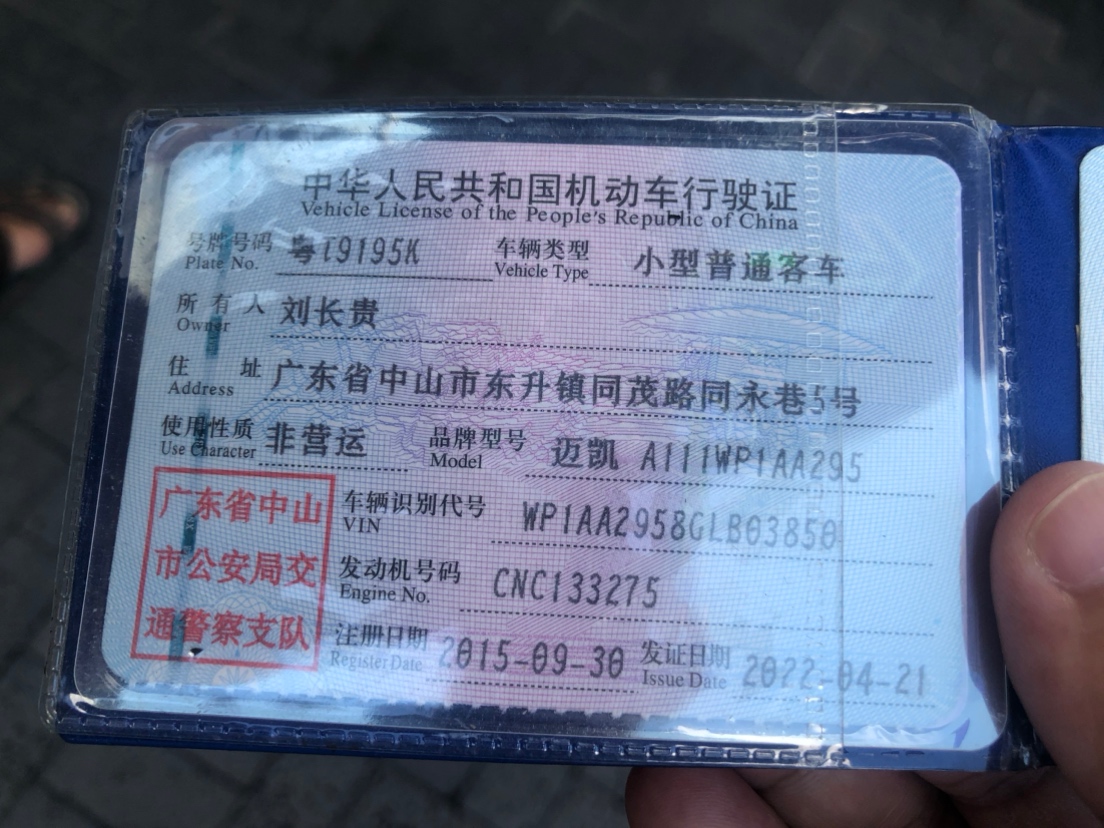 中华人民共和国机动车行驶证
Vehicle License of the People's Republic of China
号牌号码 粤T9195K 车辆类型 小型普通客车
Plate No. Vehicle Type
所有人 刘长贵
Owner
住址 广东省中山市东升镇同茂路同永巷5号
Address
使用性质 非营运 品牌型号 迈凯 A111WP1AA295
Use Character Model
广东省中山
市公安局交
通警察支队
车辆识别代号 WP1AA2958GLB03850
VIN
发动机号码 CNC133275
Engine No.
注册日期 2015-09-30 发证日期 2022-04-21
Register Date Issue Date